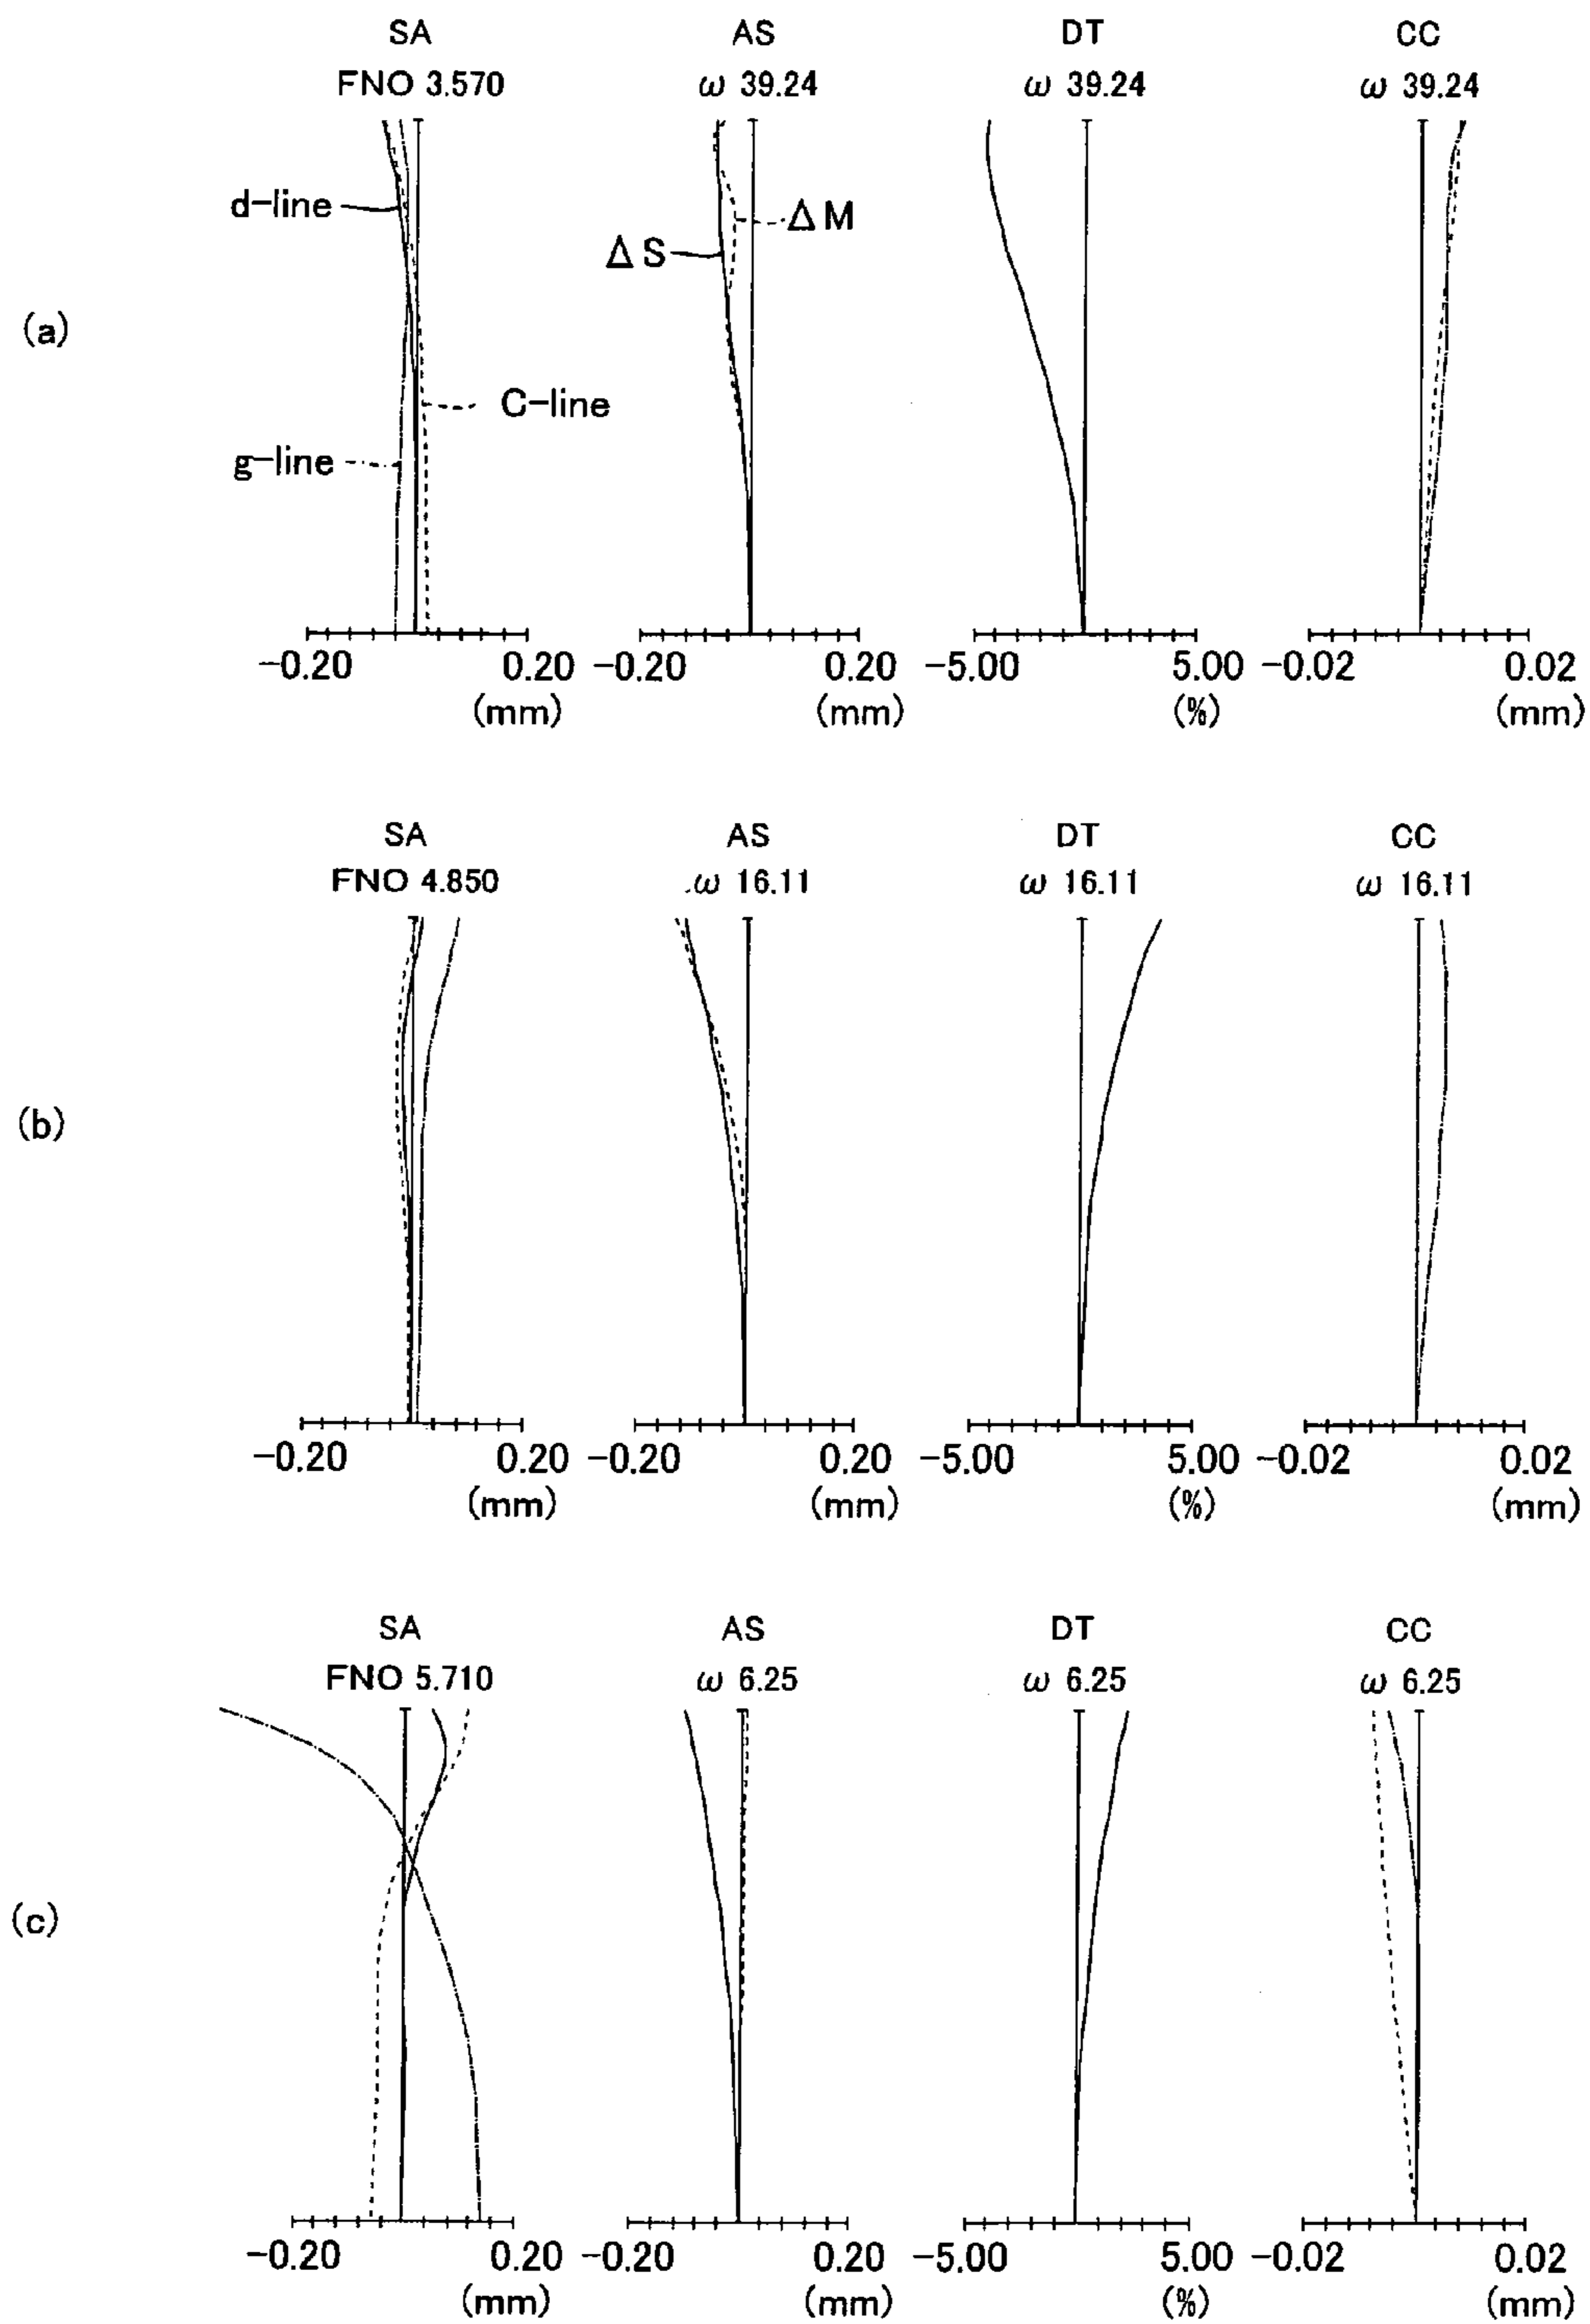 SA AS DT CC
FNO 3.570 ω 39.24 ω 39.24 ω 39.24
d-line
ΔM
ΔS
(a)
C-line
g-line
-0.20 0.20 -0.20 0.20 -5.00 5.00 -0.02 0.02
(mm) (mm) (%) (mm)
SA AS DT CC
FNO 4.850 ω 16.11 ω 16.11 ω 16.11
(b)
-0.20 0.20 -0.20 0.20 -5.00 5.00 -0.02 0.02
(mm) (mm) (%) (mm)
SA AS DT CC
FNO 5.710 ω 6.25 ω 6.25 ω 6.25
(c)
-0.20 0.20 -0.20 0.20 -5.00 5.00 -0.02 0.02
(mm) (mm) (%) (mm)